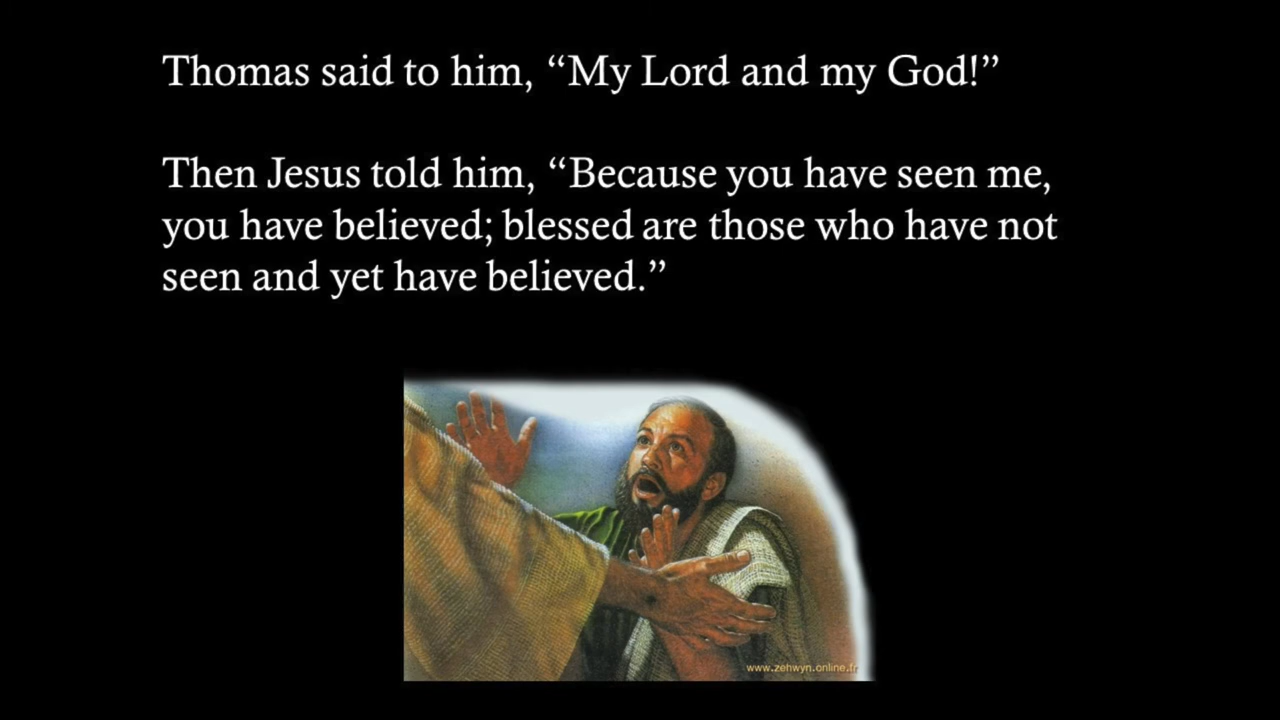 Thomas said to him, “My Lord and my God!”
Then Jesus told him, “Because you have seen me,
you have believed; blessed are those who have not
seen and yet have believed.”
www.zehwyn.online.fr